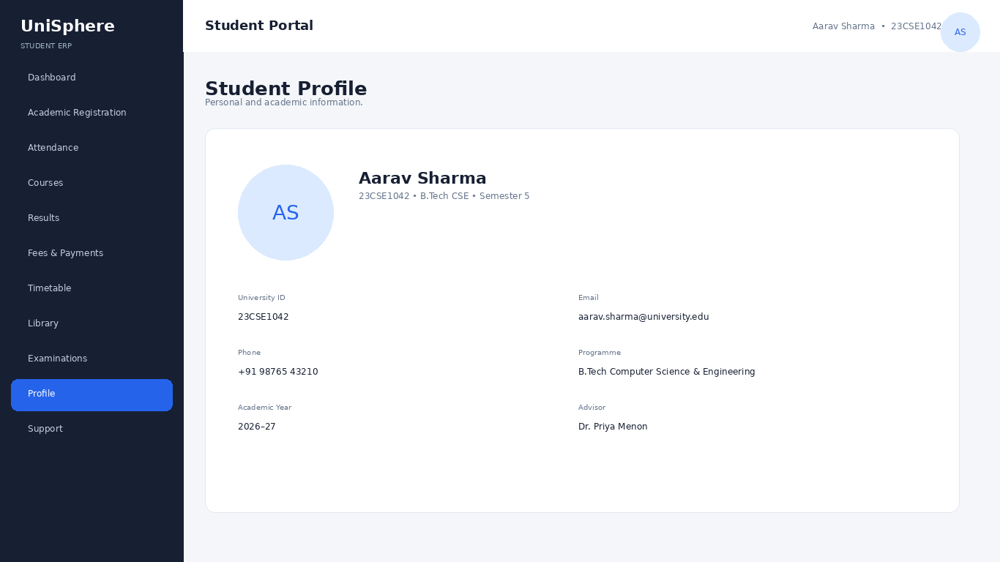 UniSphere
STUDENT ERP
Dashboard
Academic Registration
Attendance
Courses
Results
Fees & Payments
Timetable
Library
Examinations
Profile
Support
Student Portal
Aarav Sharma • 23CSE1042
AS
Student Profile
Personal and academic information.
AS
Aarav Sharma
23CSE1042 • B.Tech CSE • Semester 5
University ID
23CSE1042
Email
aarav.sharma@university.edu
Phone
+91 98765 43210
Programme
B.Tech Computer Science & Engineering
Academic Year
2026–27
Advisor
Dr. Priya Menon